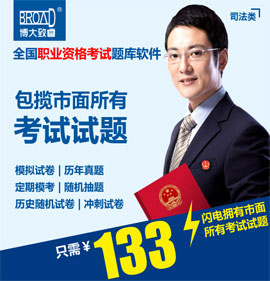 BROAD®
博大致睿
司法类
全国职业资格考试题库软件
包揽市面所有
考试试题
模拟试卷 | 历年真题
定期模考 | 随机抽题
历史随机试卷 | 冲刺试卷
只需¥133
闪电拥有市面
所有考试试题